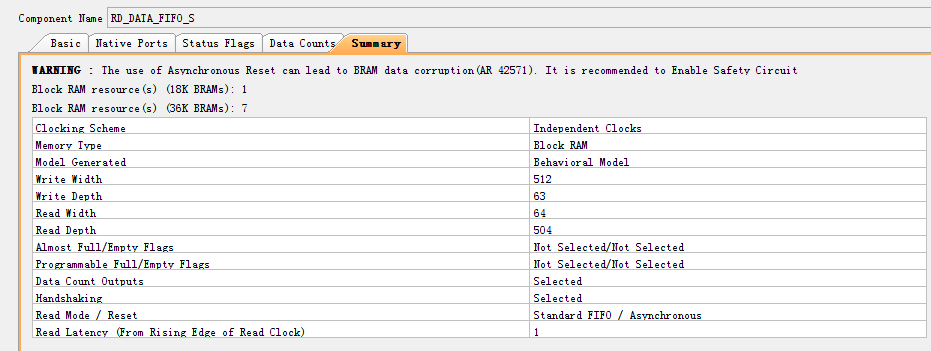 Component Name RD_DATA_FIFO_S
Basic Native Ports Status Flags Data Counts Summary
WARNING : The use of Asynchronous Reset can lead to BRAM data corruption(AR 42571). It is recommended to Enable Safety Circuit
Block RAM resource(s) (18K BRAMs): 1
Block RAM resource(s) (36K BRAMs): 7
Clocking Scheme Independent Clocks
Memory Type Block RAM
Model Generated Behavioral Model
Write Width 512
Write Depth 63
Read Width 64
Read Depth 504
Almost Full/Empty Flags Not Selected/Not Selected
Programmable Full/Empty Flags Not Selected/Not Selected
Data Count Outputs Selected
Handshaking Selected
Read Mode / Reset Standard FIFO / Asynchronous
Read Latency (From Rising Edge of Read Clock) 1